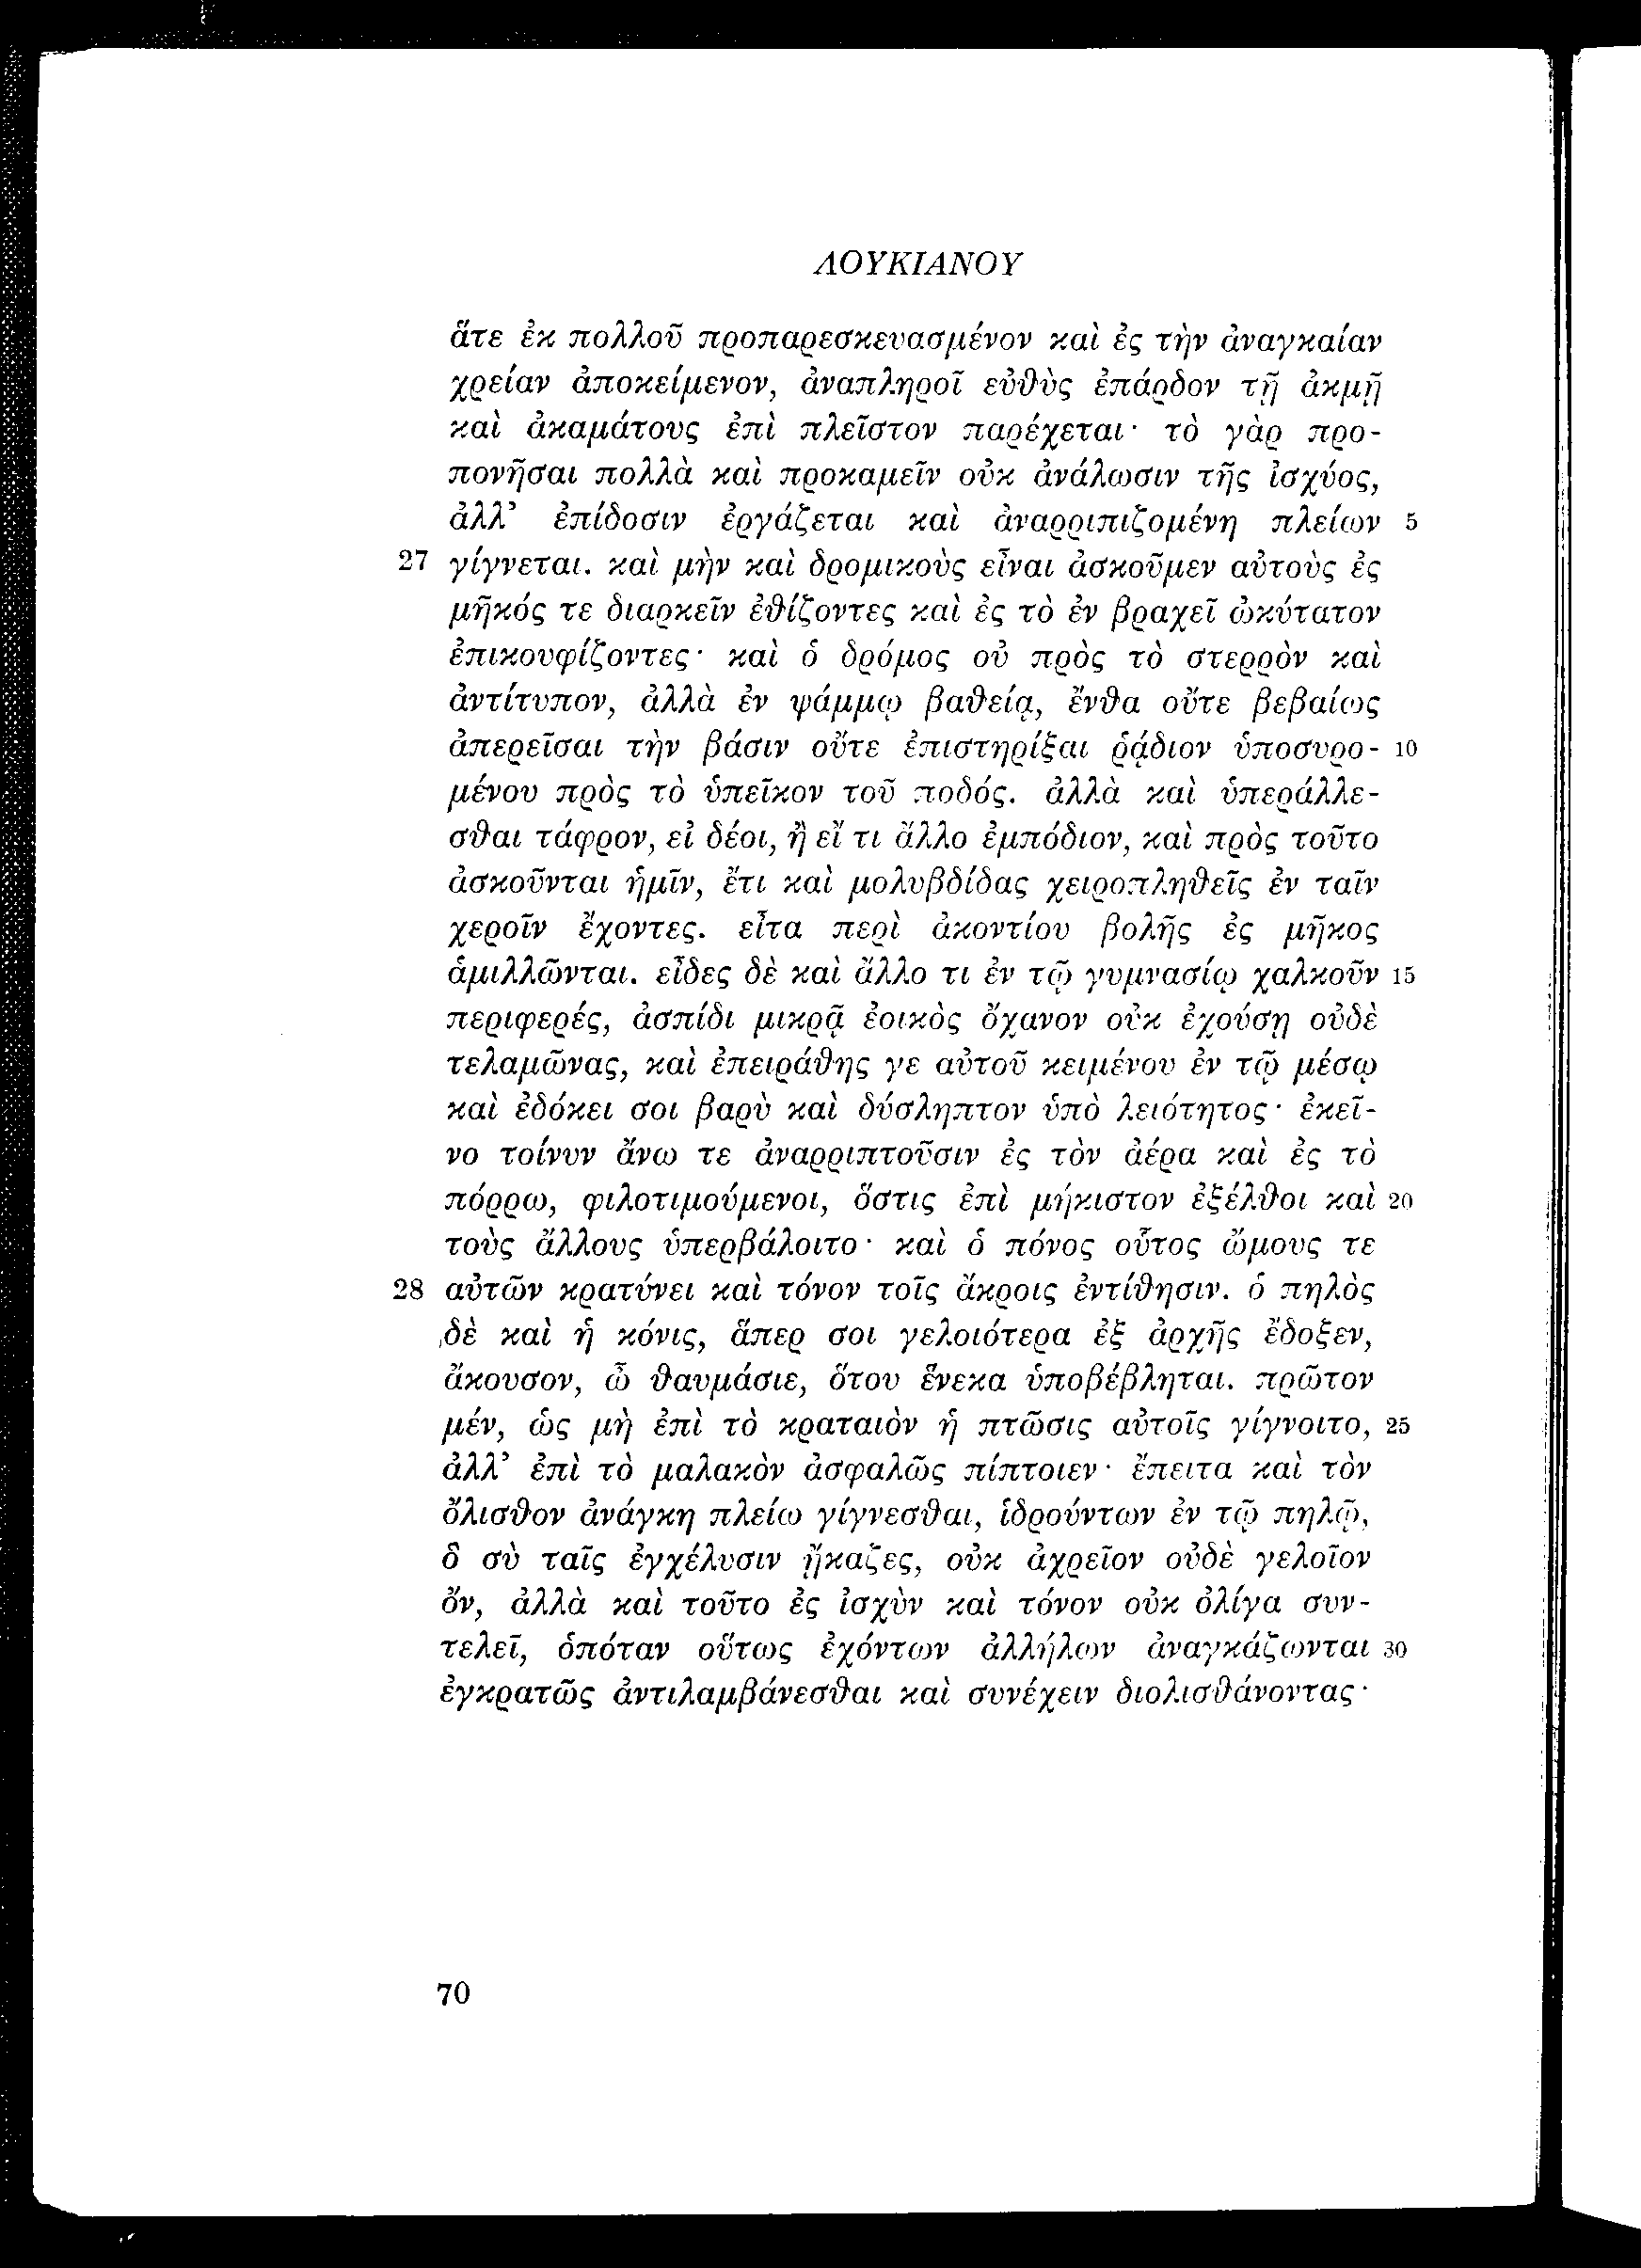 ΛΟΥΚΙΑΝΟΥ
ἅτε ἐκ πολλοῦ προπαρεσκευασμένον καὶ ἐς τὴν ἀναγκαίαν
χρείαν ἀποκείμενον, ἀναπληροῖ εὐθὺς ἐπάρδον τῇ ἀκμῇ
καὶ ἀκαμάτους ἐπὶ πλεῖστον παρέχεται· τὸ γὰρ προ-
πονῆσαι πολλὰ καὶ προκαμεῖν οὐκ ἀνάλωσιν τῆς ἰσχύος,
ἀλλ’ ἐπίδοσιν ἐργάζεται καὶ ἀναρριπιζομένη πλείων 5
27 γίγνεται. καὶ μὴν καὶ δρομικοὺς εἶναι ἀσκοῦμεν αὐτοὺς ἐς
μῆκός τε διαρκεῖν ἐθίζοντες καὶ ἐς τὸ ἐν βραχεῖ ὠκύτατον
ἐπικουφίζοντες· καὶ ὁ δρόμος οὐ πρὸς τὸ στερρὸν καὶ
ἀντίτυπον, ἀλλὰ ἐν ψάμμῳ βαθείᾳ, ἔνθα οὔτε βεβαίως
ἀπερεῖσαι τὴν βάσιν οὔτε ἐπιστηρίξαι ῥᾴδιον ὑποσυρο- 10
μένου πρὸς τὸ ὑπεῖκον τοῦ ποδός. ἀλλὰ καὶ ὑπεράλλε-
σθαι τάφρον, εἰ δέοι, ἢ εἴ τι ἄλλο ἐμπόδιον, καὶ πρὸς τοῦτο
ἀσκοῦνται ἡμῖν, ἔτι καὶ μολυβδίδας χειροπληθεῖς ἐν ταῖν
χεροῖν ἔχοντες. εἶτα περὶ ἀκοντίου βολῆς ἐς μῆκος
ἁμιλλῶνται. εἶδες δὲ καὶ ἄλλο τι ἐν τῷ γυμνασίῳ χαλκοῦν 15
περιφερές, ἀσπίδι μικρᾷ ἐοικὸς ὄχανον οὐκ ἐχούσῃ οὐδὲ
τελαμῶνας, καὶ ἐπειράθης γε αὐτοῦ κειμένου ἐν τῷ μέσῳ
καὶ ἐδόκει σοι βαρὺ καὶ δύσληπτον ὑπὸ λειότητος· ἐκεῖ-
νο τοίνυν ἄνω τε ἀναρριπτοῦσιν ἐς τὸν ἀέρα καὶ ἐς τὸ
πόρρω, φιλοτιμούμενοι, ὅστις ἐπὶ μήκιστον ἐξέλθοι καὶ 20
τοὺς ἄλλους ὑπερβάλοιτο· καὶ ὁ πόνος οὗτος ὤμους τε
28 αὐτῶν κρατύνει καὶ τόνον τοῖς ἄκροις ἐντίθησιν. ὁ πηλὸς
δὲ καὶ ἡ κόνις, ἅπερ σοι γελοιότερα ἐξ ἀρχῆς ἔδοξεν,
ἄκουσον, ὦ θαυμάσιε, ὅτου ἕνεκα ὑποβέβληται. πρῶτον
μέν, ὡς μὴ ἐπὶ τὸ κραταιὸν ἡ πτῶσις αὐτοῖς γίγνοιτο, 25
ἀλλ’ ἐπὶ τὸ μαλακὸν ἀσφαλῶς πίπτοιεν· ἔπειτα καὶ τὸν
ὄλισθον ἀνάγκη πλείω γίγνεσθαι, ἱδρούντων ἐν τῷ πηλῷ,
ὃ σὺ ταῖς ἐγχέλυσιν ᾔκαζες, οὐκ ἀχρεῖον οὐδὲ γελοῖον
ὄν, ἀλλὰ καὶ τοῦτο ἐς ἰσχὺν καὶ τόνον οὐκ ὀλίγα συν-
τελεῖ, ὁπόταν οὕτως ἐχόντων ἀλλήλων ἀναγκάζωνται 30
ἐγκρατῶς ἀντιλαμβάνεσθαι καὶ συνέχειν διολισθάνοντας·
70